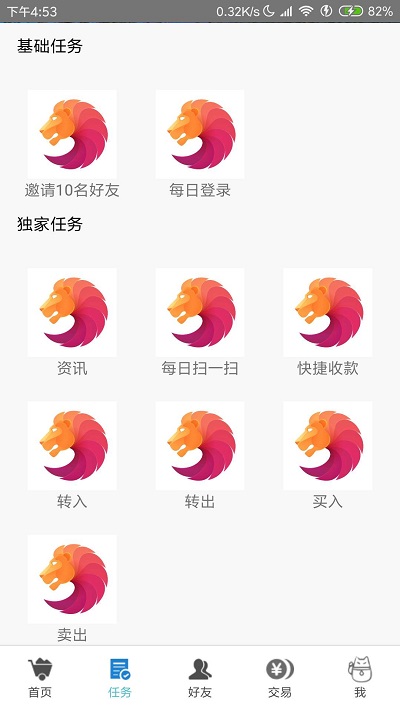 下午4:53 0.32K/s 82%
基础任务
邀请10名好友 每日登录
独家任务
资讯 每日扫一扫 快捷收款
转入 转出 买入
卖出
首页 任务 好友 交易 我